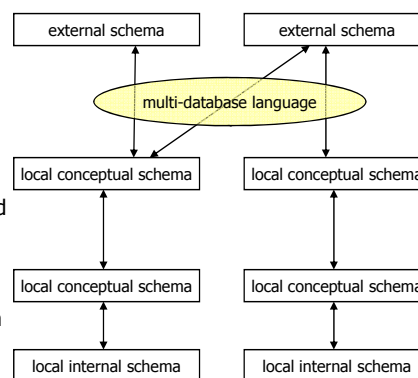 external schema
external schema
multi-database language
local conceptual schema
local conceptual schema
d
local conceptual schema
local conceptual schema
n
local internal schema
local internal schema